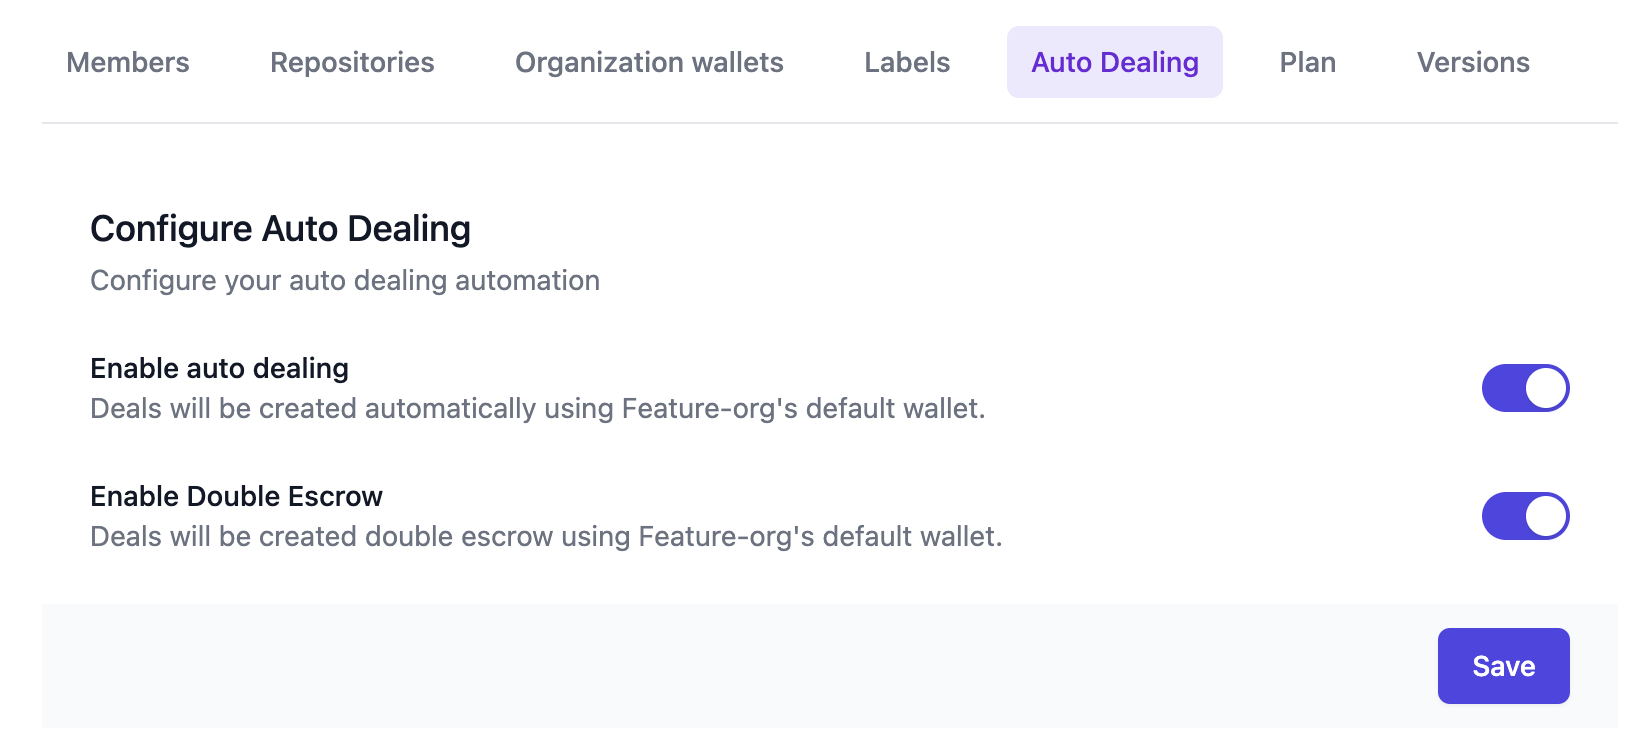 Members Repositories Organization wallets Labels Auto Dealing Plan Versions
Configure Auto Dealing
Configure your auto dealing automation
Enable auto dealing
Deals will be created automatically using Feature-org's default wallet.
Enable Double Escrow
Deals will be created double escrow using Feature-org's default wallet.
Save